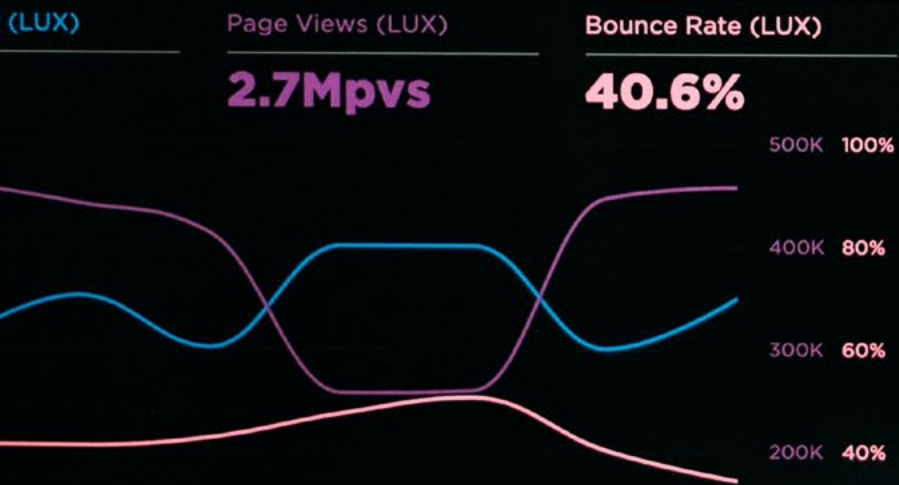 (LUX)
Page Views (LUX)
Bounce Rate (LUX)
2.7Mpvs
40.6%
500K 100%
400K 80%
300K 60%
200K 40%